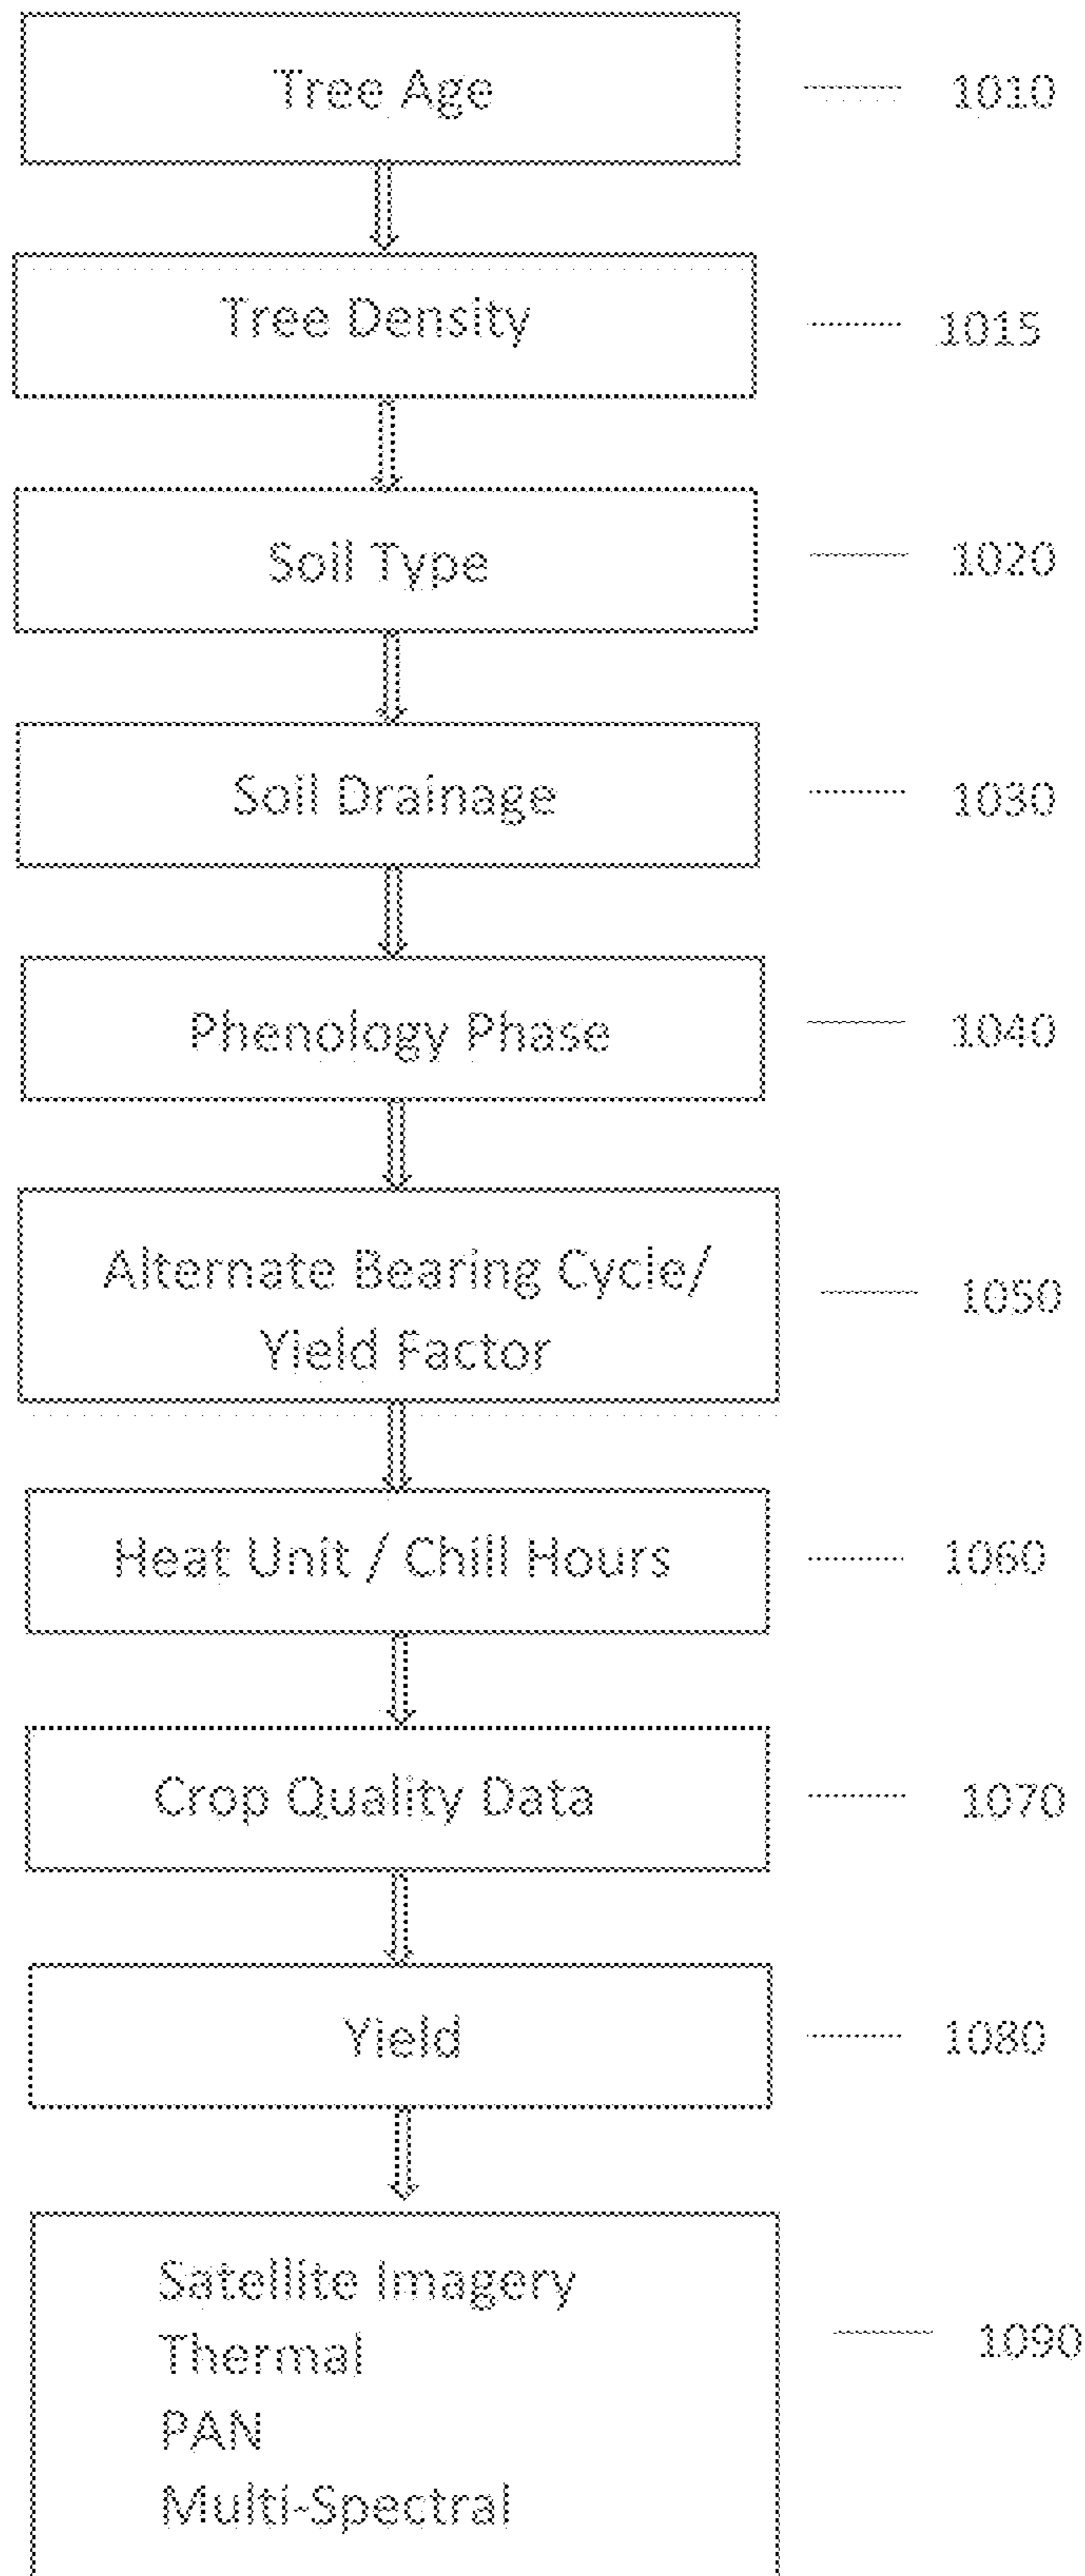 Tree Age 1010
Tree Density 1015
Soil Type 1020
Soil Drainage 1030
Phenology Phase 1040
Alternate Bearing Cycle/
Yield Factor 1050
Heat Unit / Chill Hours 1060
Crop Quality Data 1070
Yield 1080
Satellite Imagery
Thermal 1090
PAN
Multi-Spectral